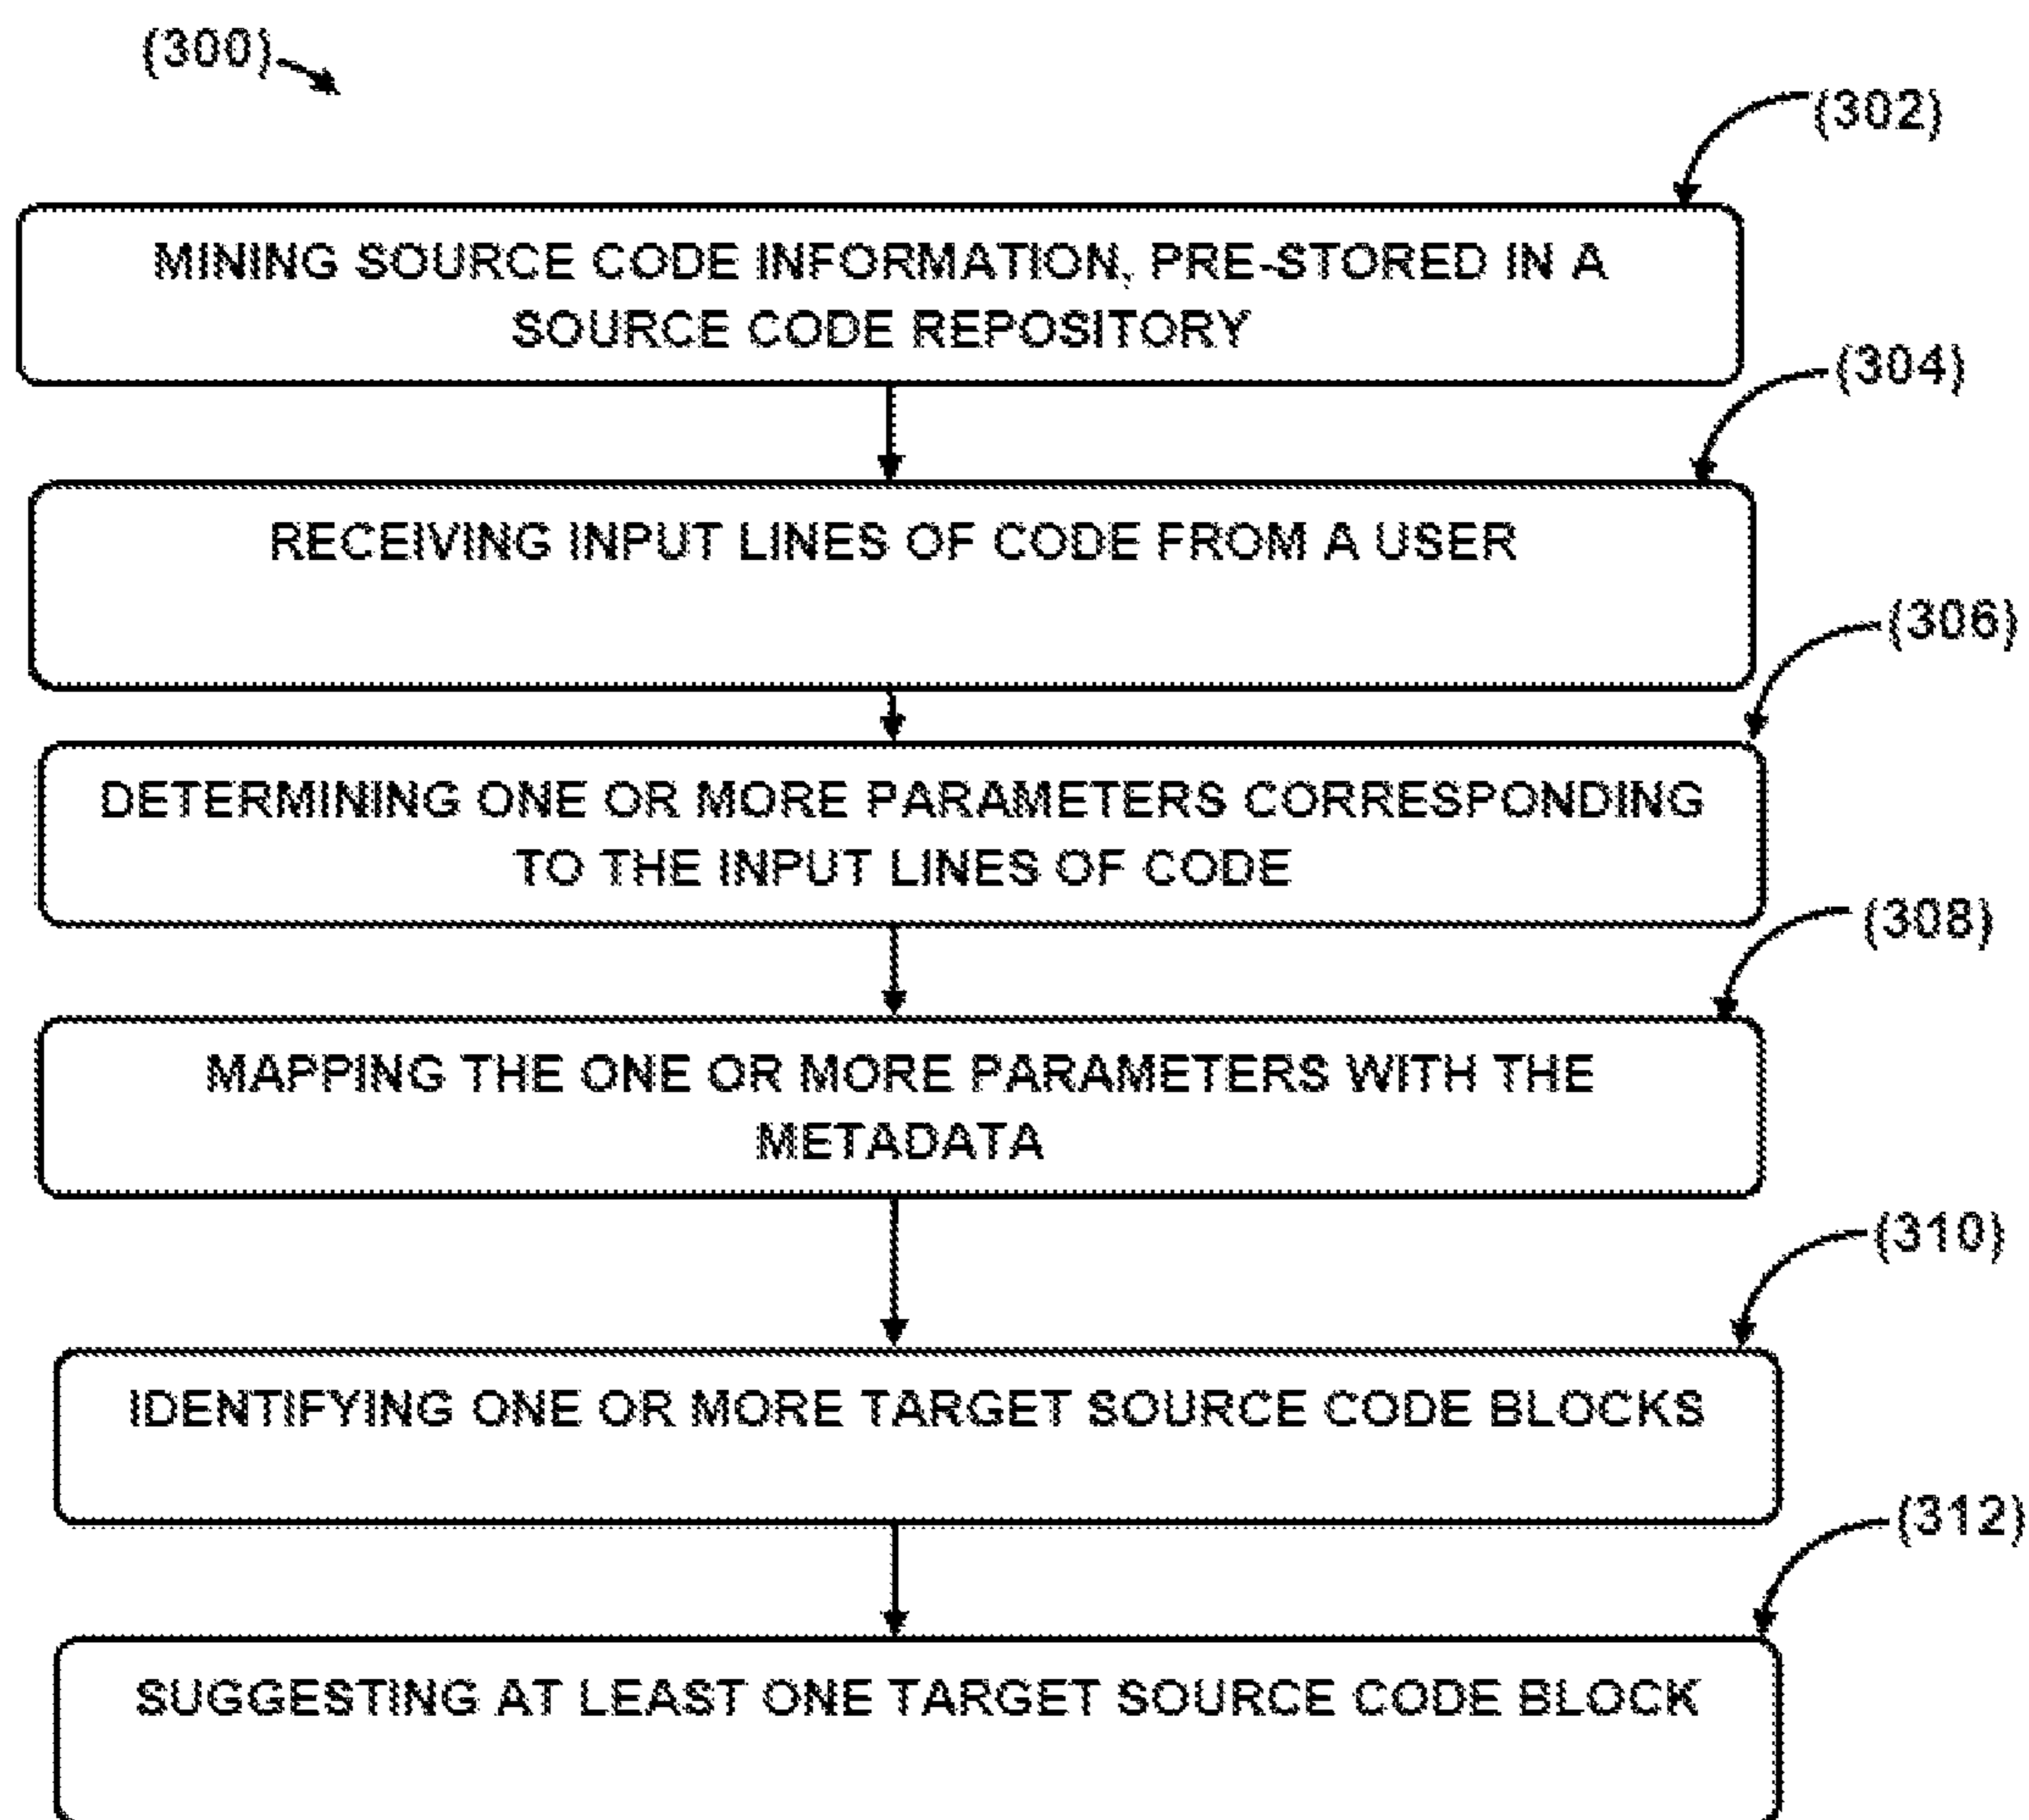 (300)
(302)
MINING SOURCE CODE INFORMATION, PRE-STORED IN A
SOURCE CODE REPOSITORY
(304)
RECEIVING INPUT LINES OF CODE FROM A USER
(306)
DETERMINING ONE OR MORE PARAMETERS CORRESPONDING
TO THE INPUT LINES OF CODE
(308)
MAPPING THE ONE OR MORE PARAMETERS WITH THE
METADATA
(310)
IDENTIFYING ONE OR MORE TARGET SOURCE CODE BLOCKS
(312)
SUGGESTING AT LEAST ONE TARGET SOURCE CODE BLOCK